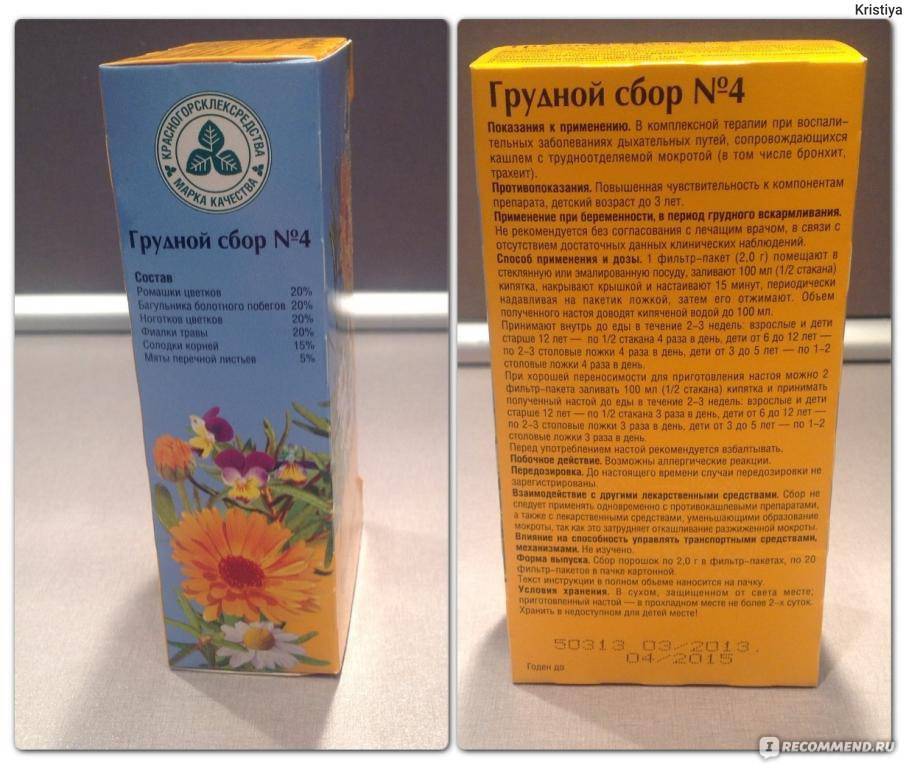 Kristiya
КРАСНОГОРСКЛЕКСРЕДСТВА
МАРКА КАЧЕСТВА
Грудной сбор №4
Состав
Ромашки цветков 20%
Багульника болотного побегов 20%
Ноготков цветков 20%
Фиалки травы 20%
Солодки корней 15%
Мяты перечной листьев 5%
Грудной сбор №4
Показания к применению. В комплексной терапии при воспали-
тельных заболеваниях дыхательных путей, сопровождающихся
кашлем с трудноотделяемой мокротой (в том числе бронхит,
трахеит).
Противопоказания. Повышенная чувствительность к компонентам
препарата, детский возраст до 3 лет.
Применение при беременности, в период грудного вскармливания.
Не рекомендуется без согласования с лечащим врачом, в связи с
отсутствием достаточных данных клинических наблюдений.
Способ применения и дозы. 1 фильтр-пакет (2,0 г) помещают в
стеклянную или эмалированную посуду, заливают 100 мл (1/2 стакана)
кипятка, накрывают крышкой и настаивают 15 минут, периодически
надавливая на пакетик ложкой, затем его отжимают. Объем
полученного настоя доводят кипяченой водой до 100 мл.
Принимают внутрь до еды в течение 2–3 недель: взрослые и дети
старше 12 лет — по 1/2 стакана 4 раза в день, дети от 6 до 12 лет —
по 2–3 столовые ложки 4 раза в день, дети от 3 до 5 лет — по 1–2
столовые ложки 4 раза в день.
При хорошей переносимости для приготовления настоя можно 2
фильтр-пакета заливать 100 мл (1/2 стакана) кипятка и принимать
полученный настой до еды в течение 2–3 недель: взрослые и дети
старше 12 лет — по 1/2 стакана 3 раза в день, дети от 6 до 12 лет —
по 2–3 столовые ложки 3 раза в день, дети от 3 до 5 лет — по 1–2
столовые ложки 3 раза в день.
Перед употреблением настой рекомендуется взбалтывать.
Побочное действие. Возможны аллергические реакции.
Передозировка. До настоящего времени случаи передозировки не
зарегистрированы.
Взаимодействие с другими лекарственными средствами. Сбор не
следует применять одновременно с противокашлевыми препаратами,
а также с лекарственными средствами, уменьшающими образование
мокроты, так как это затрудняет откашливание разжиженной мокроты.
Влияние на способность управлять транспортными средствами,
механизмами. Не изучено.
Форма выпуска. Сбор порошок по 2,0 г в фильтр-пакетах, по 20
фильтр-пакетов в пачке картонной.
Текст инструкции в полном объеме наносится на пачку.
Условия хранения. В сухом, защищенном от света месте;
приготовленный настой — в прохладном месте не более 2–х суток.
Хранить в недоступном для детей месте!
50313 03/2013.
04/2015
Годен до
IRECOMMEND.RU